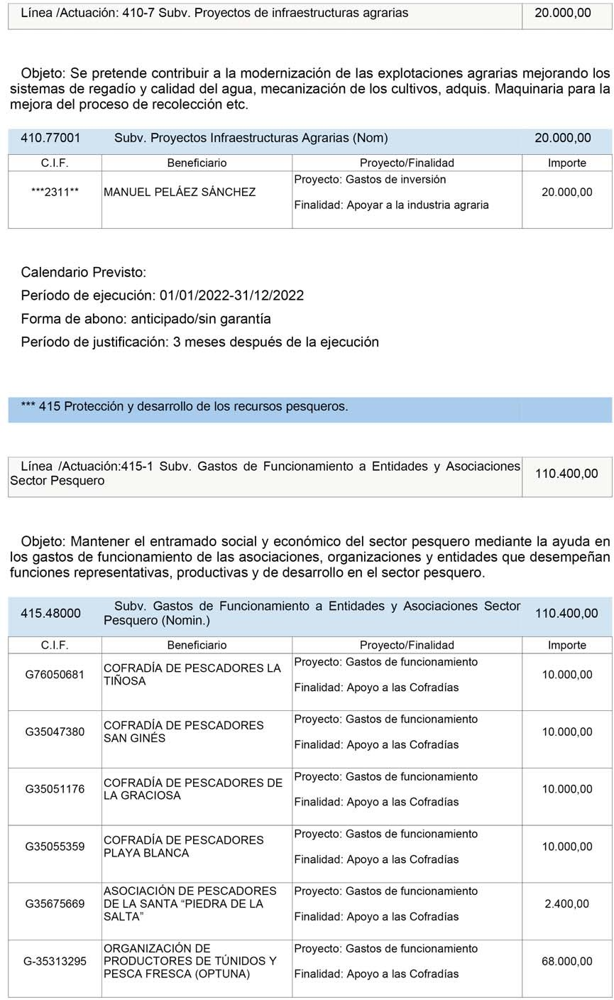 Línea /Actuación: 410-7 Subv. Proyectos de infraestructuras agrarias 20.000,00
Objeto: Se pretende contribuir a la modernización de las explotaciones agrarias mejorando los
sistemas de regadío y calidad del agua, mecanización de los cultivos, adquis. Maquinaria para la
mejora del proceso de recolección etc.
410.77001 Subv. Proyectos Infraestructuras Agrarias (Nom) 20.000,00
C.I.F. Beneficiario Proyecto/Finalidad Importe
***2311** MANUEL PELÁEZ SÁNCHEZ Proyecto: Gastos de inversión 20.000,00
Finalidad: Apoyar a la industria agraria
Calendario Previsto:
Período de ejecución: 01/01/2022-31/12/2022
Forma de abono: anticipado/sin garantía
Período de justificación: 3 meses después de la ejecución
*** 415 Protección y desarrollo de los recursos pesqueros.
Línea /Actuación:415-1 Subv. Gastos de Funcionamiento a Entidades y Asociaciones 110.400,00
Sector Pesquero
Objeto: Mantener el entramado social y económico del sector pesquero mediante la ayuda en
los gastos de funcionamiento de las asociaciones, organizaciones y entidades que desempeñan
funciones representativas, productivas y de desarrollo en el sector pesquero.
415.48000 Subv. Gastos de Funcionamiento a Entidades y Asociaciones Sector 110.400,00
Pesquero (Nomin.)
C.I.F. Beneficiario Proyecto/Finalidad Importe
G76050681 COFRADÍA DE PESCADORES LA Proyecto: Gastos de funcionamiento 10.000,00
TIÑOSA Finalidad: Apoyo a las Cofradías
G35047380 COFRADÍA DE PESCADORES Proyecto: Gastos de funcionamiento 10.000,00
SAN GINÉS Finalidad: Apoyo a las Cofradías
G35051176 COFRADÍA DE PESCADORES DE Proyecto: Gastos de funcionamiento 10.000,00
LA GRACIOSA Finalidad: Apoyo a las Cofradías
G35055359 COFRADÍA DE PESCADORES Proyecto: Gastos de funcionamiento 10.000,00
PLAYA BLANCA Finalidad: Apoyo a las Cofradías
ASOCIACIÓN DE PESCADORES Proyecto: Gastos de funcionamiento
G35675669 DE LA SANTA “PIEDRA DE LA 2.400,00
SALTA” Finalidad: Apoyo a las Cofradías
ORGANIZACIÓN DE Proyecto: Gastos de funcionamiento
G-35313295 PRODUCTORES DE TÚNIDOS Y 68.000,00
PESCA FRESCA (OPTUNA) Finalidad: Apoyo a las Cofradías